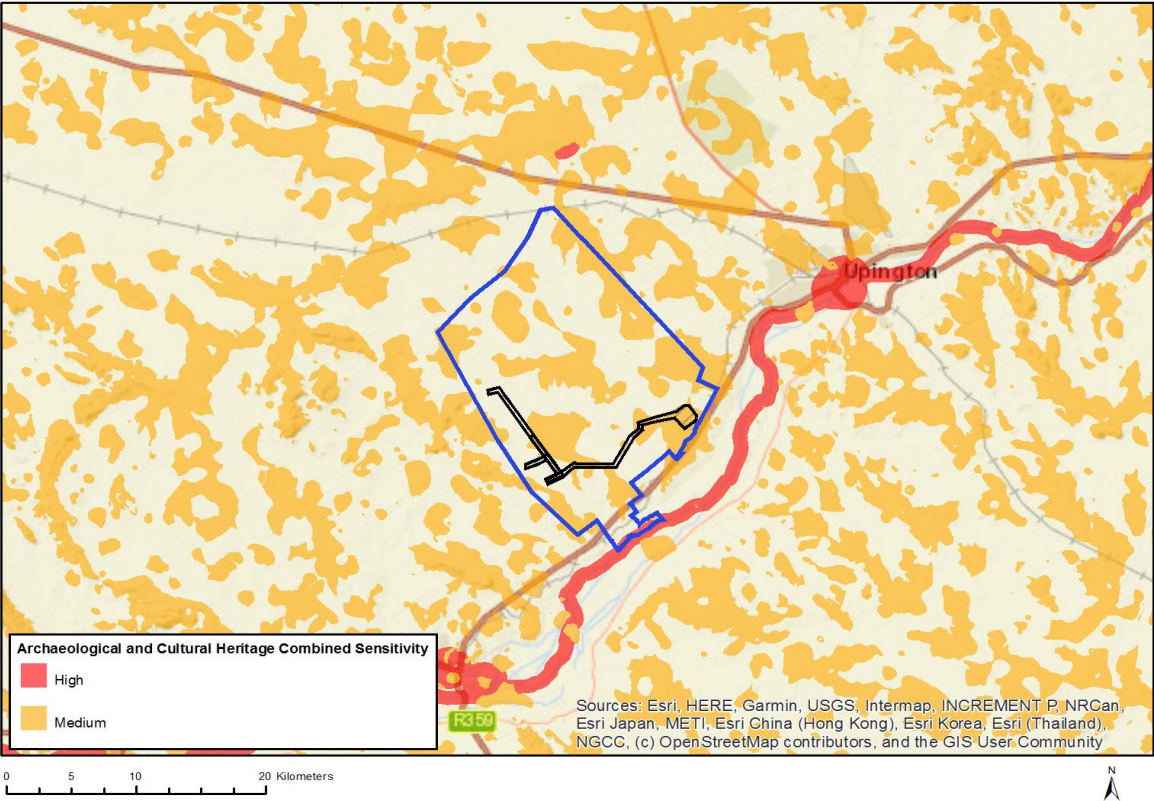 Upington
Archaeological and Cultural Heritage Combined Sensitivity
High
Medium
R359
Sources: Esri, HERE, Garmin, USGS, Intermap, INCREMENT P, NRCan,
Esri Japan, METI, Esri China (Hong Kong), Esri Korea, Esri (Thailand),
NGCC, (c) OpenStreetMap contributors, and the GIS User Community
0 5 10 20 Kilometers
N